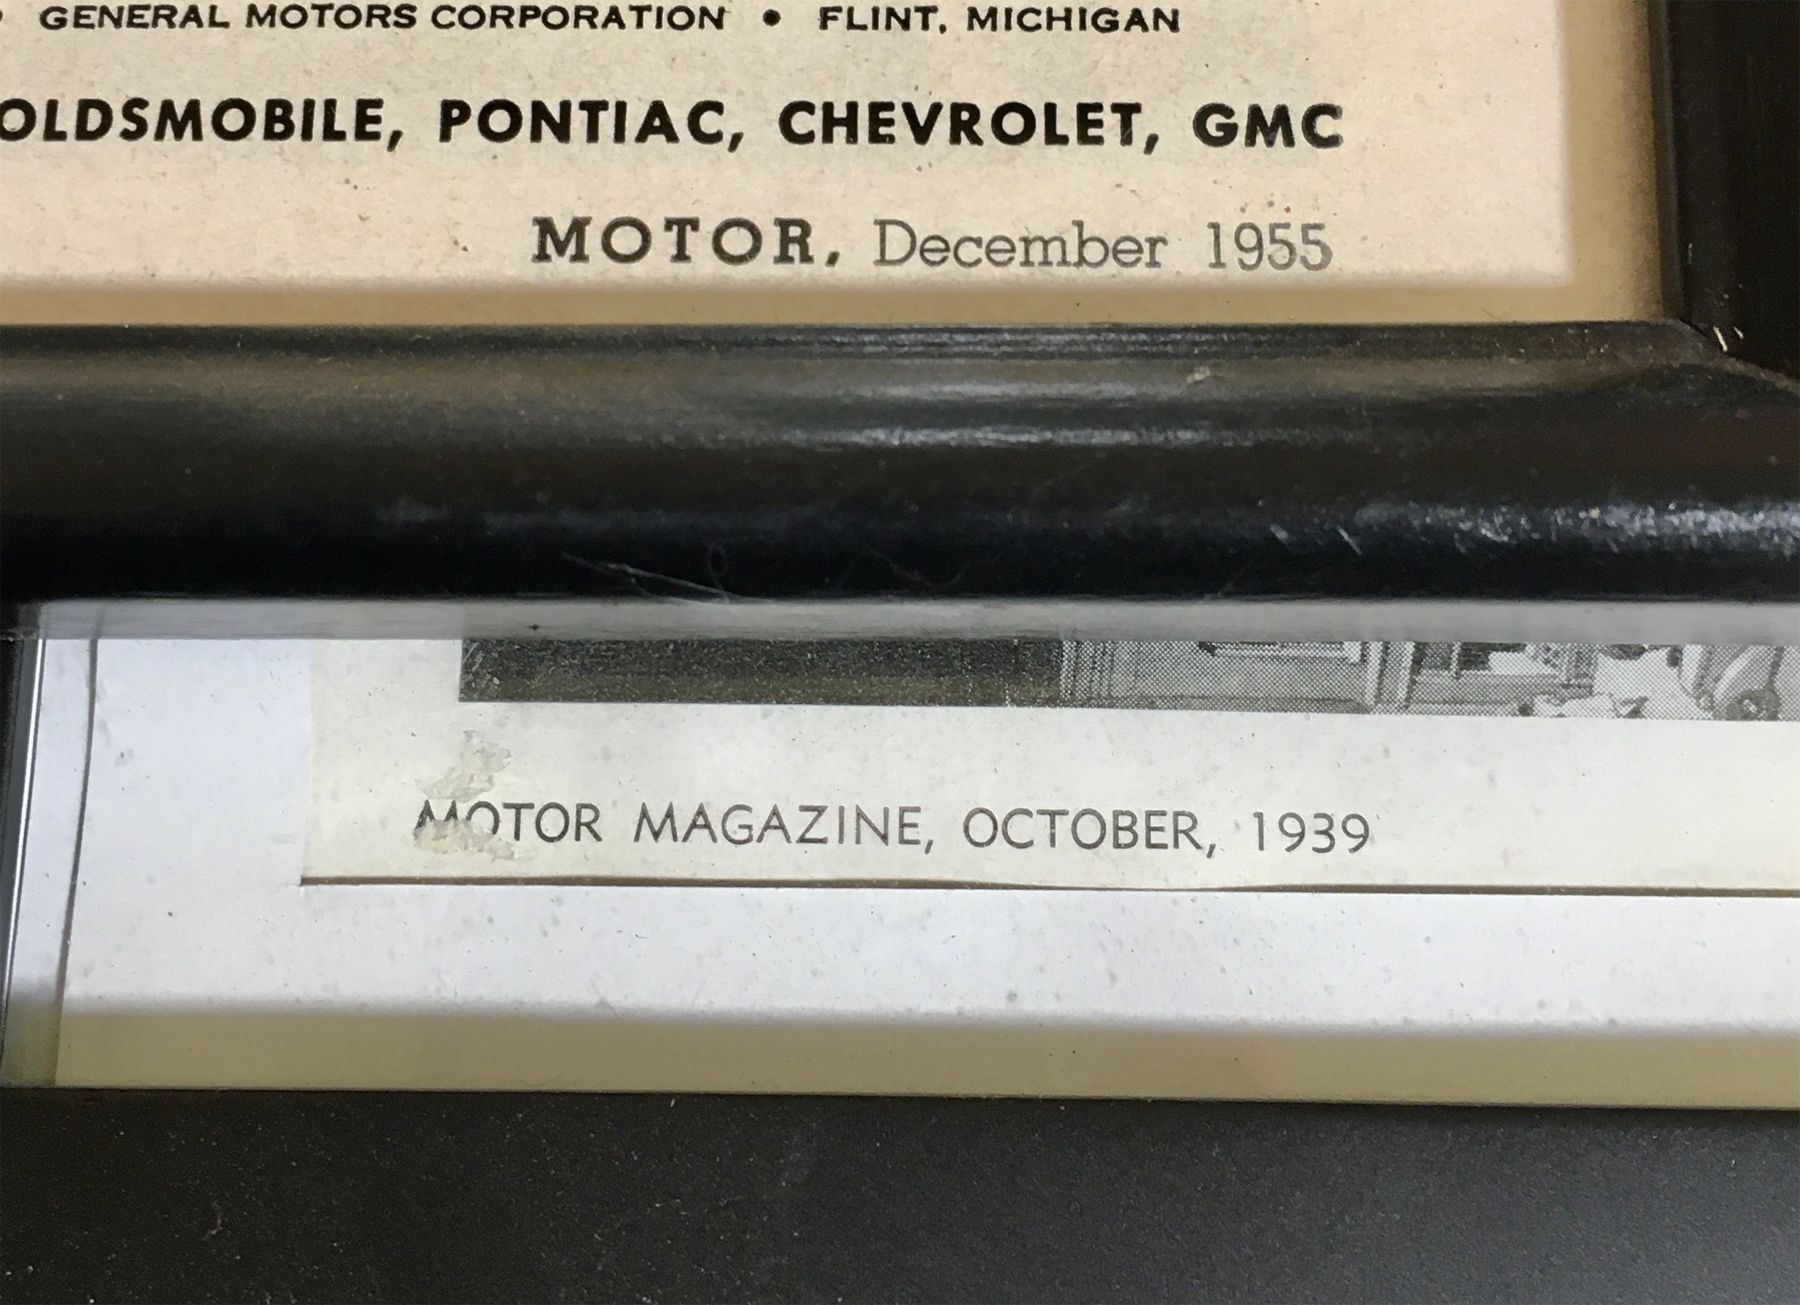 • GENERAL MOTORS CORPORATION • FLINT, MICHIGAN
OLDSMOBILE, PONTIAC, CHEVROLET, GMC
MOTOR, December 1955
MOTOR MAGAZINE, OCTOBER, 1939